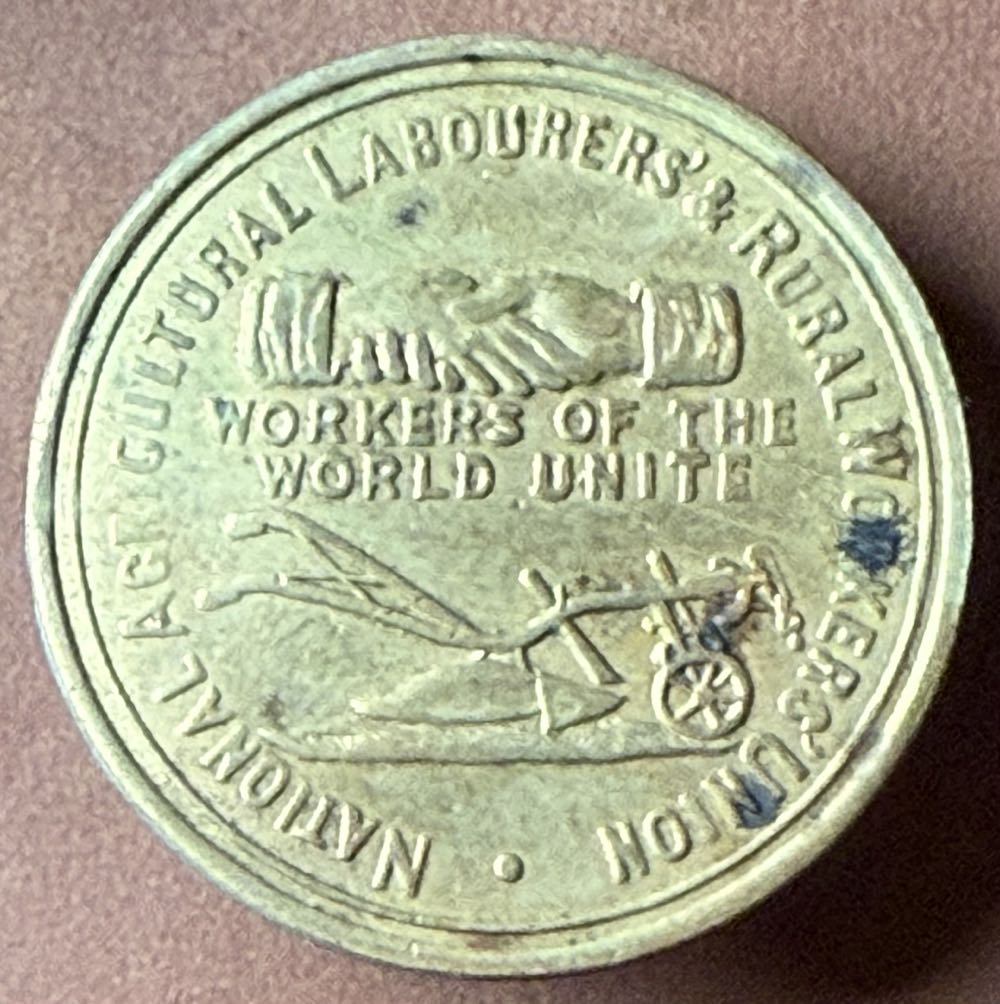 NATIONAL AGRICULTURAL LABOURERS' & RURAL WORKERS' UNION
WORKERS OF THE
WORLD UNITE